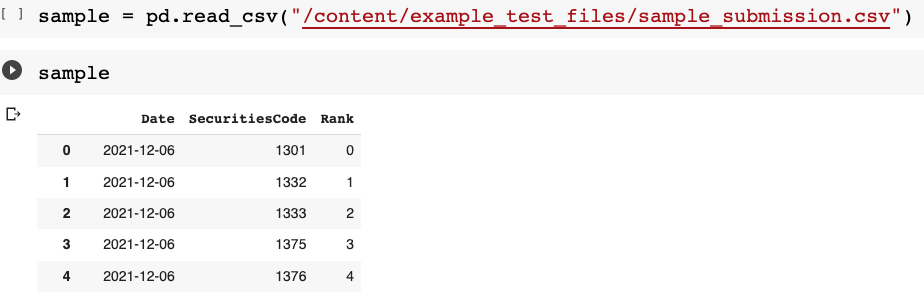 [ ] sample = pd.read_csv("/content/example_test_files/sample_submission.csv")
sample
Date SecuritiesCode Rank
0 2021-12-06 1301 0
1 2021-12-06 1332 1
2 2021-12-06 1333 2
3 2021-12-06 1375 3
4 2021-12-06 1376 4